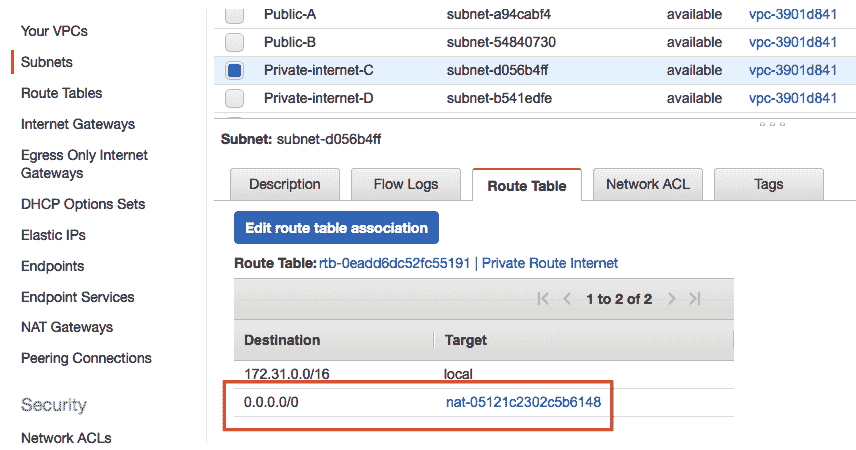 Your VPCs
Subnets
Route Tables
Internet Gateways
Egress Only Internet
Gateways
DHCP Options Sets
Elastic IPs
Endpoints
Endpoint Services
NAT Gateways
Peering Connections
Security
Network ACLs
Public-A subnet-a94cabf4 available vpc-3901d841
Public-B subnet-54840730 available vpc-3901d841
Private-internet-C subnet-d056b4ff available vpc-3901d841
Private-internet-D subnet-b541edfe available vpc-3901d841
Subnet: subnet-d056b4ff
Description Flow Logs Route Table Network ACL Tags
Edit route table association
Route Table: rtb-0eadd6dc52fc55191 | Private Route Internet
1 to 2 of 2
Destination Target
172.31.0.0/16 local
0.0.0.0/0 nat-05121c2302c5b6148